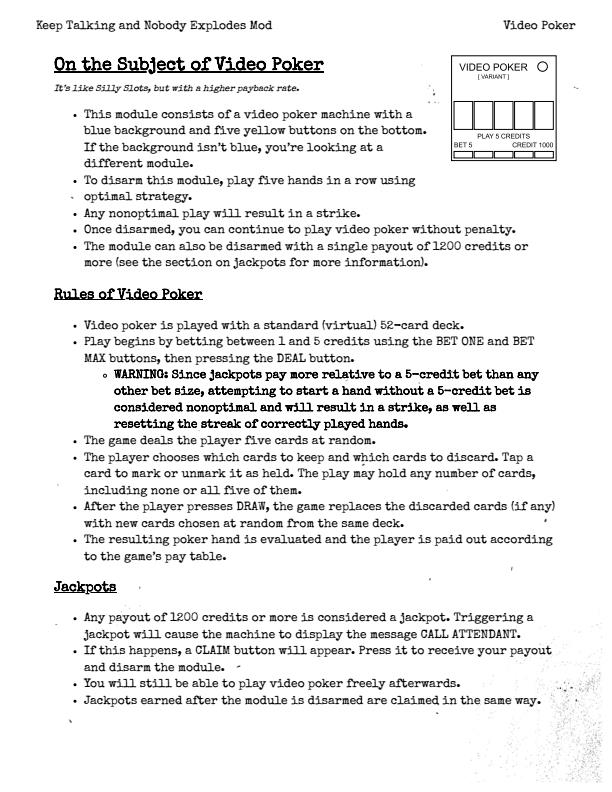 Keep Talking and Nobody Explodes Mod
Video Poker
On the Subject of Video Poker
It's like Silly Slots, but with a higher payback rate.
VIDEO POKER
[ VARIANT ]
PLAY 5 CREDITS
BET 5
CREDIT 1000
• This module consists of a video poker machine with a
blue background and five yellow buttons on the bottom.
If the background isn't blue, you're looking at a
different module.
• To disarm this module, play five hands in a row using
optimal strategy.
• Any nonoptimal play will result in a strike.
• Once disarmed, you can continue to play video poker without penalty.
• The module can also be disarmed with a single payout of 1200 credits or
more (see the section on jackpots for more information).
Rules of Video Poker
• Video poker is played with a standard (virtual) 52-card deck.
• Play begins by betting between 1 and 5 credits using the BET ONE and BET
MAX buttons, then pressing the DEAL button.
◦ WARNING: Since jackpots pay more relative to a 5-credit bet than any
other bet size, attempting to start a hand without a 5-credit bet is
considered nonoptimal and will result in a strike, as well as
resetting the streak of correctly played hands.
• The game deals the player five cards at random.
• The player chooses which cards to keep and which cards to discard. Tap a
card to mark or unmark it as held. The play may hold any number of cards,
including none or all five of them.
• After the player presses DRAW, the game replaces the discarded cards (if any)
with new cards chosen at random from the same deck.
• The resulting poker hand is evaluated and the player is paid out according
to the game's pay table.
Jackpots
• Any payout of 1200 credits or more is considered a jackpot. Triggering a
jackpot will cause the machine to display the message CALL ATTENDANT.
• If this happens, a CLAIM button will appear. Press it to receive your payout
and disarm the module.
• You will still be able to play video poker freely afterwards.
• Jackpots earned after the module is disarmed are claimed in the same way.